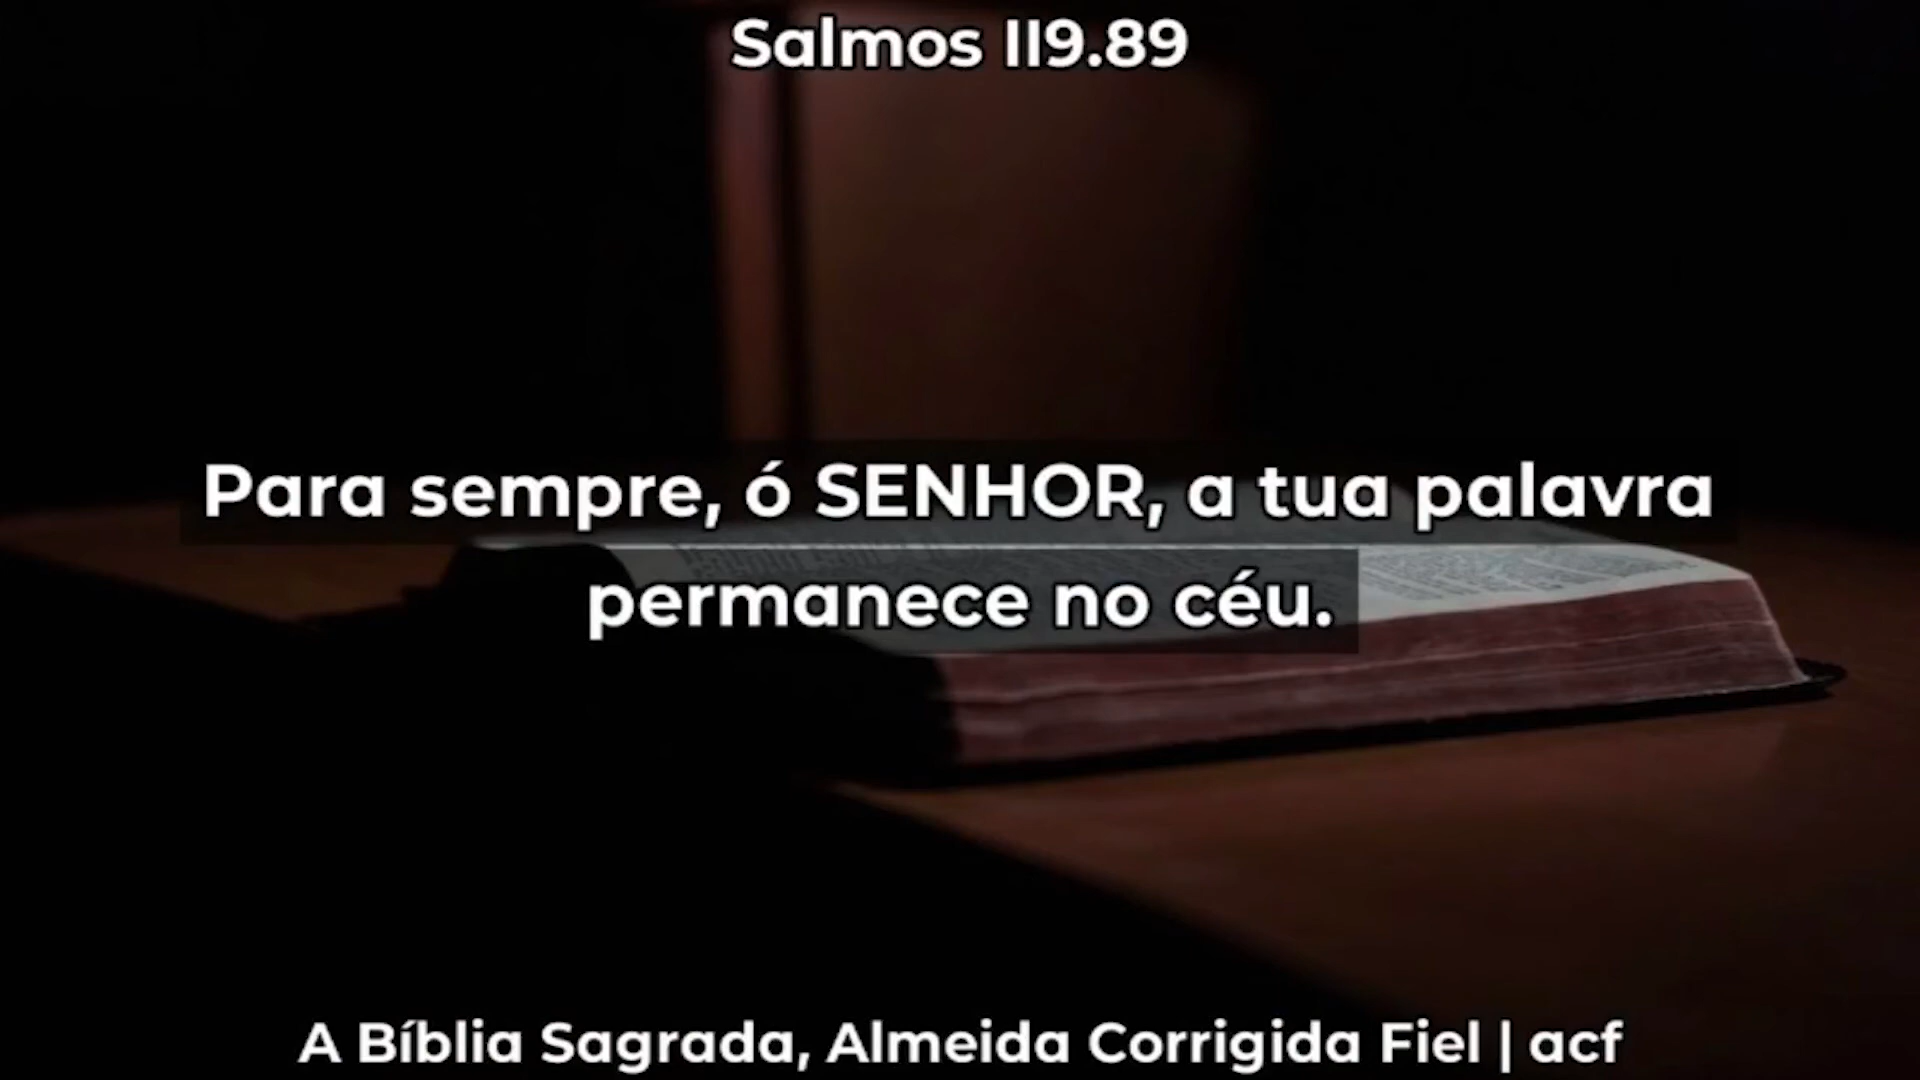 Salmos 119.89
Para sempre, ó SENHOR, a tua palavra
permanece no céu.
A Bíblia Sagrada, Almeida Corrigida Fiel | acf